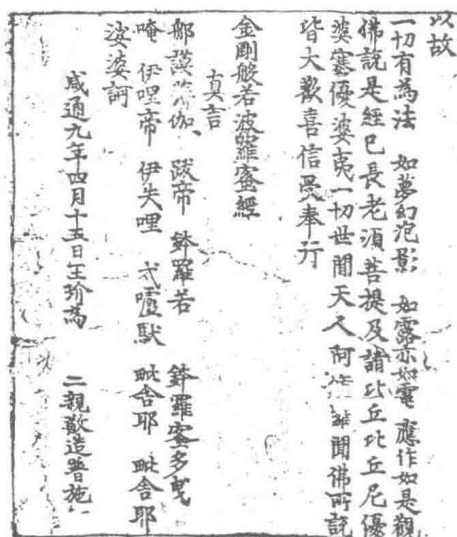 以故
一切有為法　如夢幻泡影　如露亦如電　應作如是觀
佛說是經已長老須菩提及諸比丘比丘尼優
婆塞優婆夷一切世間天人阿　　聞佛所說
皆大歡喜信受奉行
金剛般若波羅蜜經
真言
那謨　伽　跋帝　鉢羅若　鉢羅蜜多曳
唵　伊哩帝　伊失哩　戍嚧馱　毗舍耶　毗舍耶
婆婆訶
咸通九年四月十五日王玠為　二親敬造普施